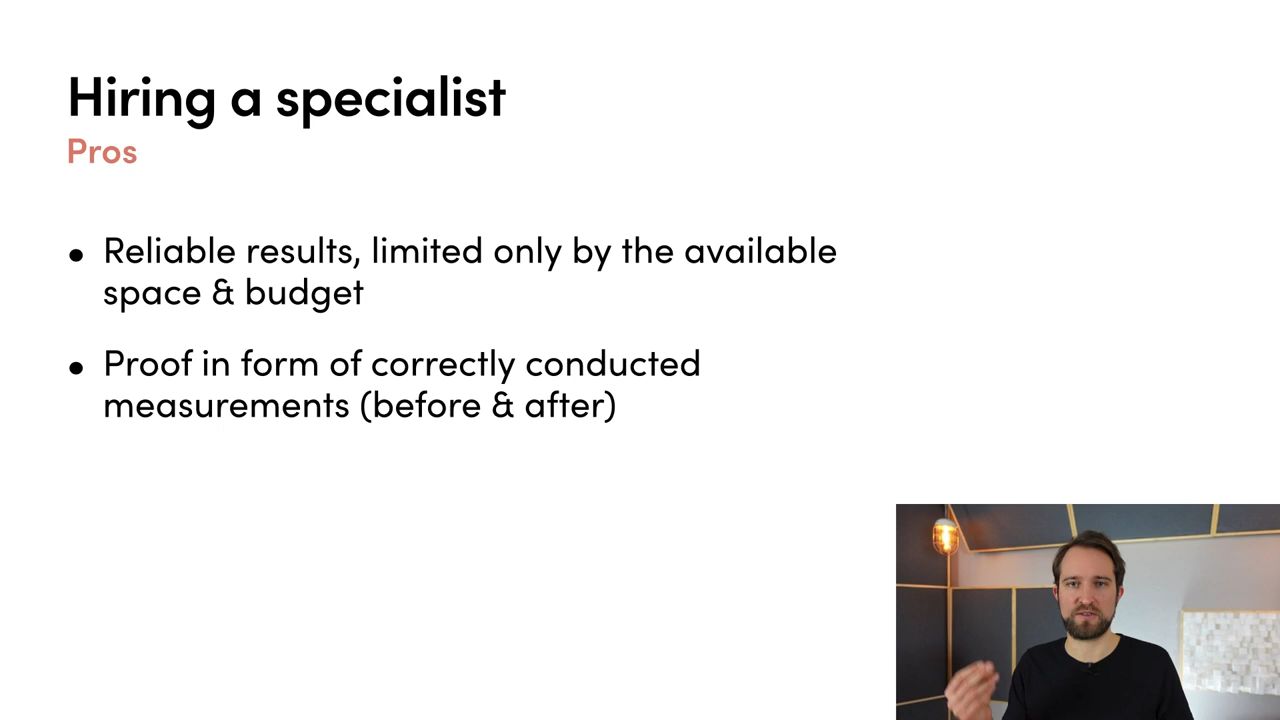 Hiring a specialist
Pros
• Reliable results, limited only by the available
space & budget
• Proof in form of correctly conducted
measurements (before & after)